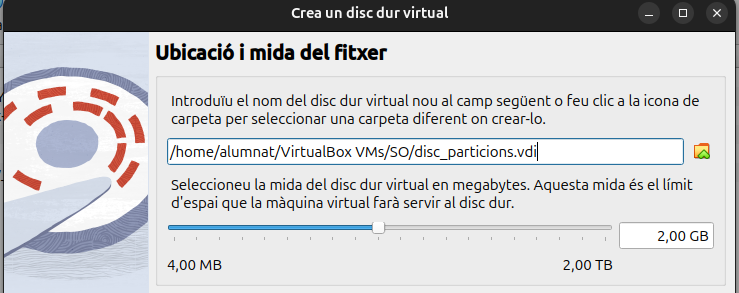 Crea un disc dur virtual
Ubicació i mida del fitxer
Introduïu el nom del disc dur virtual nou al camp següent o feu clic a la icona de
carpeta per seleccionar una carpeta diferent on crear-lo.
/home/alumnat/VirtualBox VMs/SO/disc_particions.vdi
Seleccioneu la mida del disc dur virtual en megabytes. Aquesta mida és el límit
d'espai que la màquina virtual farà servir al disc dur.
2,00 GB
4,00 MB 2,00 TB